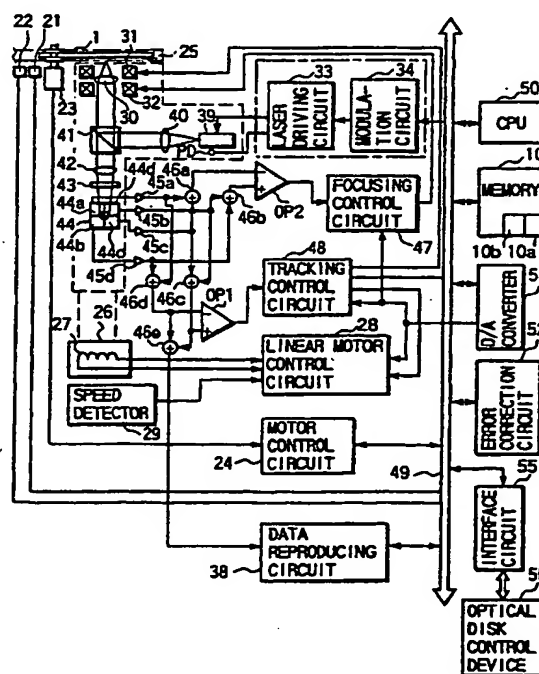 22 21 1 31 25
23
30
32
33
34
LASER DRIVING CIRCUIT
MODULATION CIRCUIT
50
CPU
41
40
39
PD
42
43
44d
44a
44
44b
44d
45a
45b
45c
45d
46a
46b
OP2
FOCUSING CONTROL CIRCUIT
47
MEMORY
10b 10a
46d
46c
OP1
48
TRACKING CONTROL CIRCUIT
D/A CONVERTER
46e
27
26
28
LINEAR MOTOR CONTROL CIRCUIT
SPEED DETECTOR
29
ERROR CORRECTION CIRCUIT
MOTOR CONTROL CIRCUIT
24
49
55
INTERFACE CIRCUIT
DATA REPRODUCING CIRCUIT
38
OPTICAL DISK CONTROL DEVICE